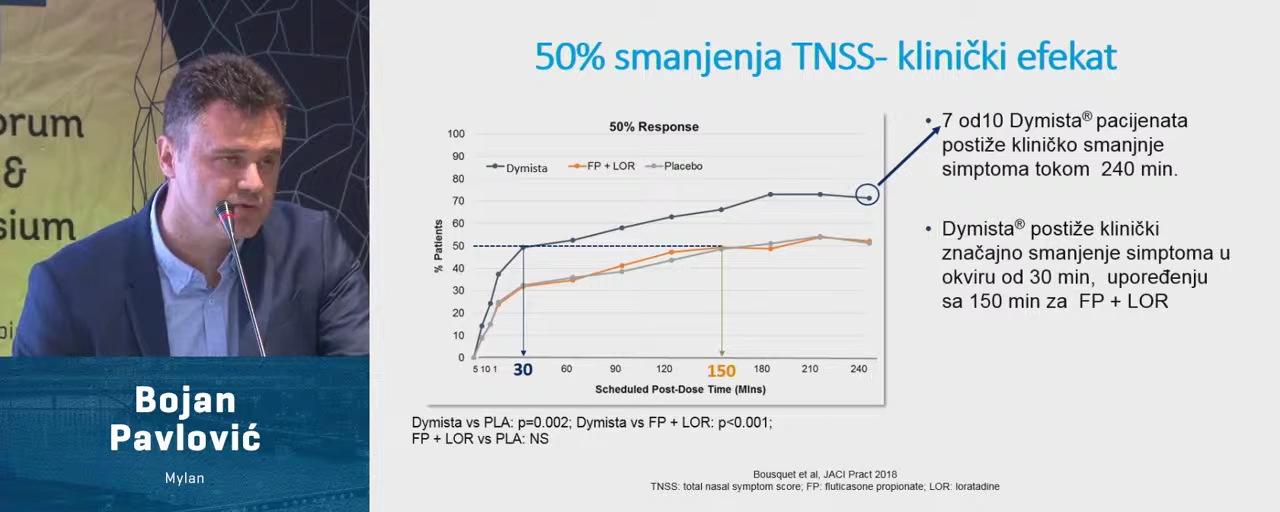 orum
&
sium
Bojan
Pavlović
Mylan
50% smanjenja TNSS- klinički efekat
50% Response
Dymista
FP + LOR
Placebo
% Patients
100
90
80
70
60
50
40
30
20
10
0
5 10 1 30 60 90 120 150 180 210 240
Scheduled Post-Dose Time (MIns)
Dymista vs PLA: p=0.002; Dymista vs FP + LOR: p<0.001;
FP + LOR vs PLA: NS
• 7 od10 Dymista® pacijenata
postiže kliničko smanjnje
simptoma tokom 240 min.
• Dymista® postiže klinički
značajno smanjenje simptoma u
okviru od 30 min, upoređenju
sa 150 min za FP + LOR
Bousquet et al, JACI Pract 2018
TNSS: total nasal symptom score; FP: fluticasone propionate; LOR: loratadine